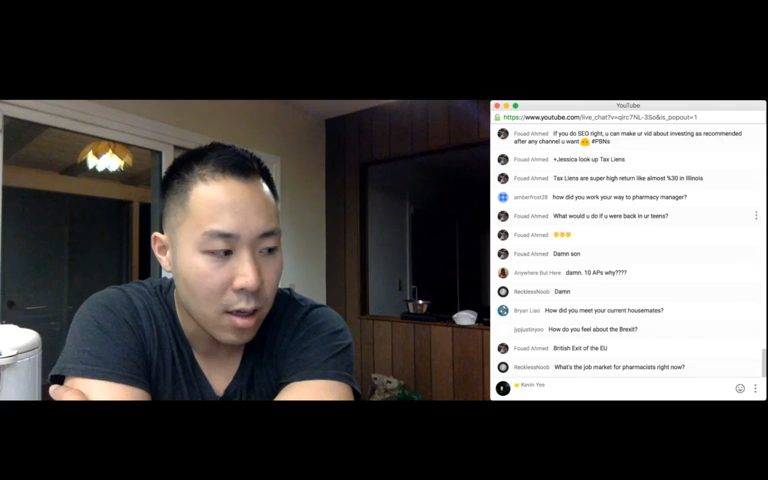 YouTube
https://www.youtube.com/live_chat?v=qirc7NL-3So&is_popout=1
Fouad Ahmed If you do SEO right, u can make ur vid about investing as recommended
after any channel u want 🤗 #PBNs
Fouad Ahmed +Jessica look up Tax Liens
Fouad Ahmed Tax Liens are super high return like almost %30 in Illinois
amberfrost28 how did you work your way to pharmacy manager?
Fouad Ahmed What would u do if u were back in ur teens?
Fouad Ahmed 👏👏👏
Fouad Ahmed Damn son
Anywhere But Here damn. 10 APs why????
RecklessNoob Damn
Bryan Liao How did you meet your current housemates?
jypjustinyoo How do you feel about the Brexit?
Fouad Ahmed British Exit of the EU
RecklessNoob What's the job market for pharmacists right now?
Kevin Yee